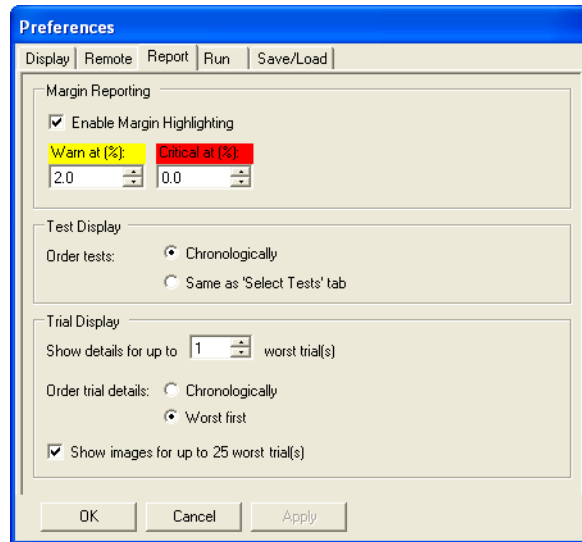 Preferences
Display Remote Report Run Save/Load
Margin Reporting
Enable Margin Highlighting
Warn at (%): Critical at (%):
2.0 0.0
Test Display
Order tests: Chronologically
Same as 'Select Tests' tab
Trial Display
Show details for up to 1 worst trial(s)
Order trial details: Chronologically
Worst first
Show images for up to 25 worst trial(s)
OK Cancel Apply